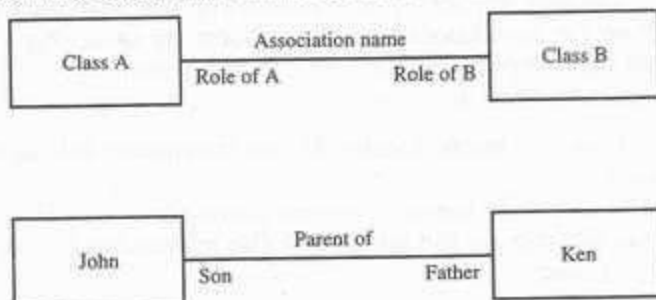 Class A
Association name
Class B
Role of A
Role of B
John
Parent of
Ken
Son
Father